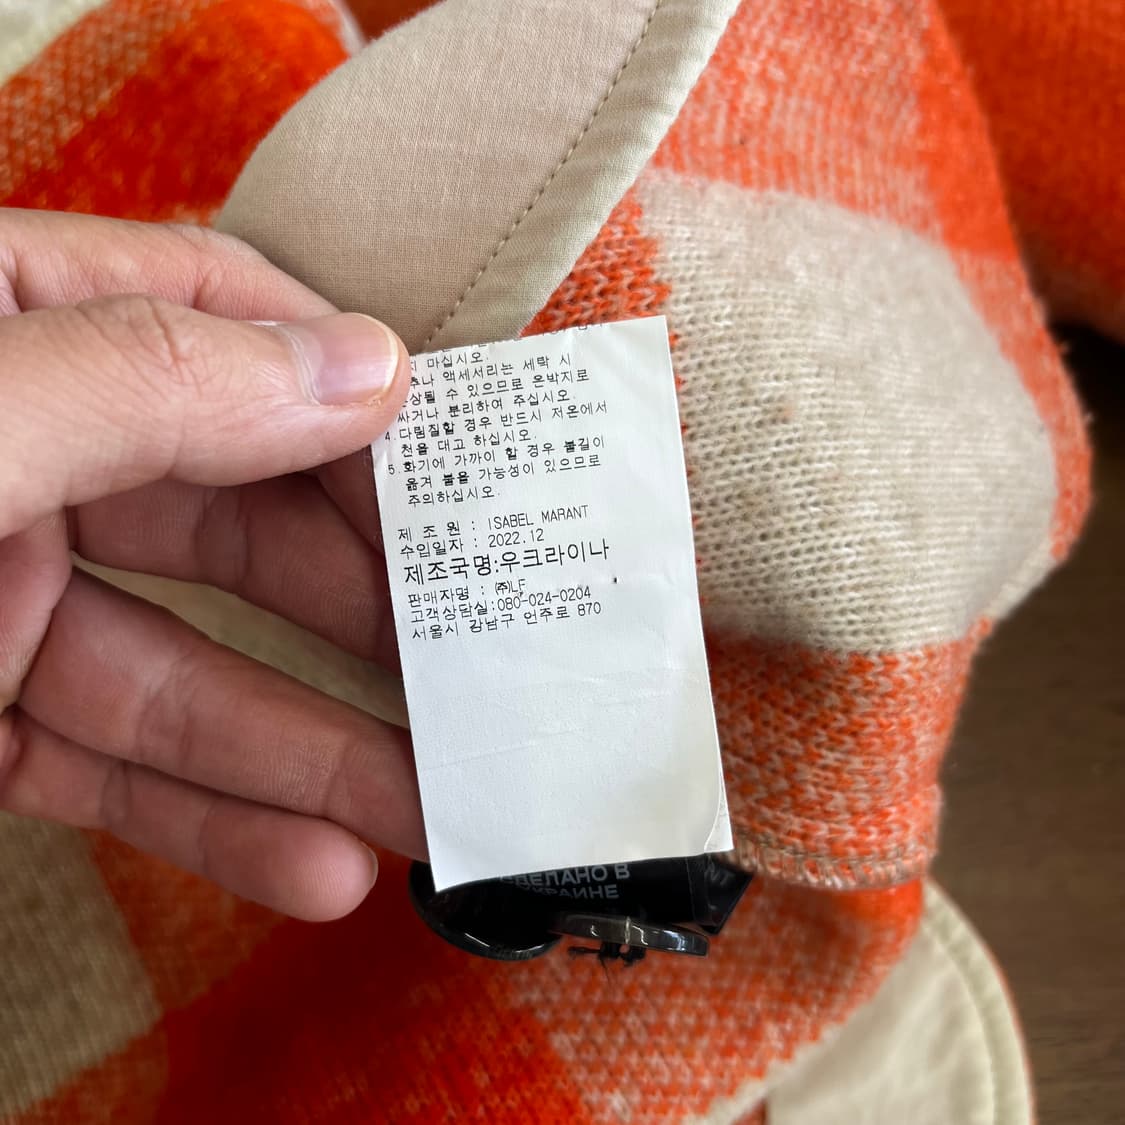 지 마십시오.
추나 액세서리는 세탁 시
손상될 수 있으므로 은박지로
싸거나 분리하여 주십시오.
4.다림질할 경우 반드시 저온에서
천을 대고 하십시오.
5.화기에 가까이 할 경우 불길이
옮겨 붙을 가능성이 있으므로
주의하십시오.
제 조 원 : ISABEL MARANT
수입일자 : 2022.12
제조국명:우크라이나
판매자명 : ㈜LF
고객상담실:080-024-0204
서울시 강남구 언주로 870
СДЕЛАНО В
УКРАИНЕ
NT